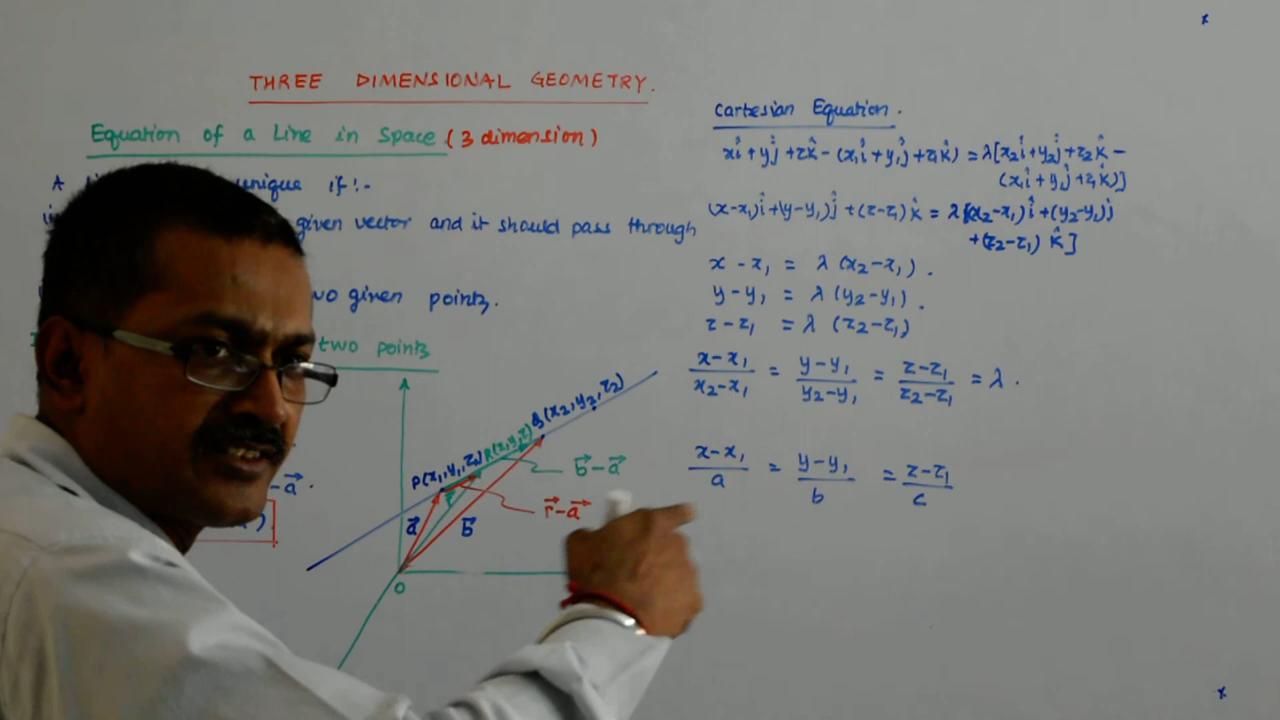 THREE DIMENSIONAL GEOMETRY.
Equation of a Line in Space (3 dimension)
A unique if :-
given vector and it should pass through
two given points.
two points
P(x₁,y₁,z₁)
R(x,y,z)
Q(x₂,y₂,z₂)
b⃗-a⃗
r⃗-a⃗
a⃗
r⃗
b⃗
O
-a⃗.
)
Cartesian Equation.
xî+yĵ+zk̂-(x₁î+y₁ĵ+z₁k̂) = λ[x₂î+y₂ĵ+z₂k̂-
(x₁î+y₁ĵ+z₁k̂)]
(x-x₁)î+(y-y₁)ĵ+(z-z₁)k̂ = λ[(x₂-x₁)î+(y₂-y₁)ĵ
+(z₂-z₁)k̂]
x-x₁ = λ(x₂-x₁).
y-y₁ = λ(y₂-y₁).
z-z₁ = λ(z₂-z₁)
(x-x₁)/(x₂-x₁) = (y-y₁)/(y₂-y₁) = (z-z₁)/(z₂-z₁) = λ.
(x-x₁)/a = (y-y₁)/b = (z-z₁)/c